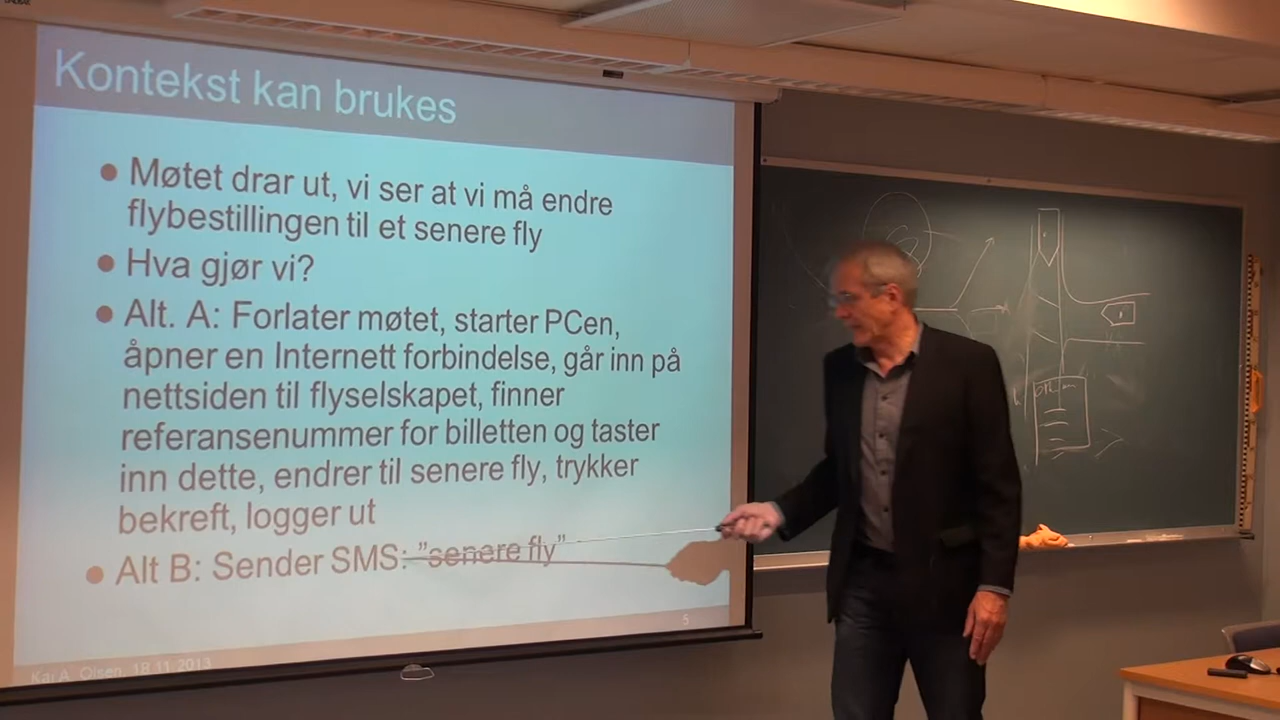 Kontekst kan brukes
● Møtet drar ut, vi ser at vi må endre
flybestillingen til et senere fly
● Hva gjør vi?
● Alt. A: Forlater møtet, starter PCen,
åpner en Internett forbindelse, går inn på
nettsiden til flyselskapet, finner
referansenummer for billetten og taster
inn dette, endrer til senere fly, trykker
bekreft, logger ut
● Alt B: Sender SMS: ”senere fly”
5
Kai A. Olsen, 18.11.2013